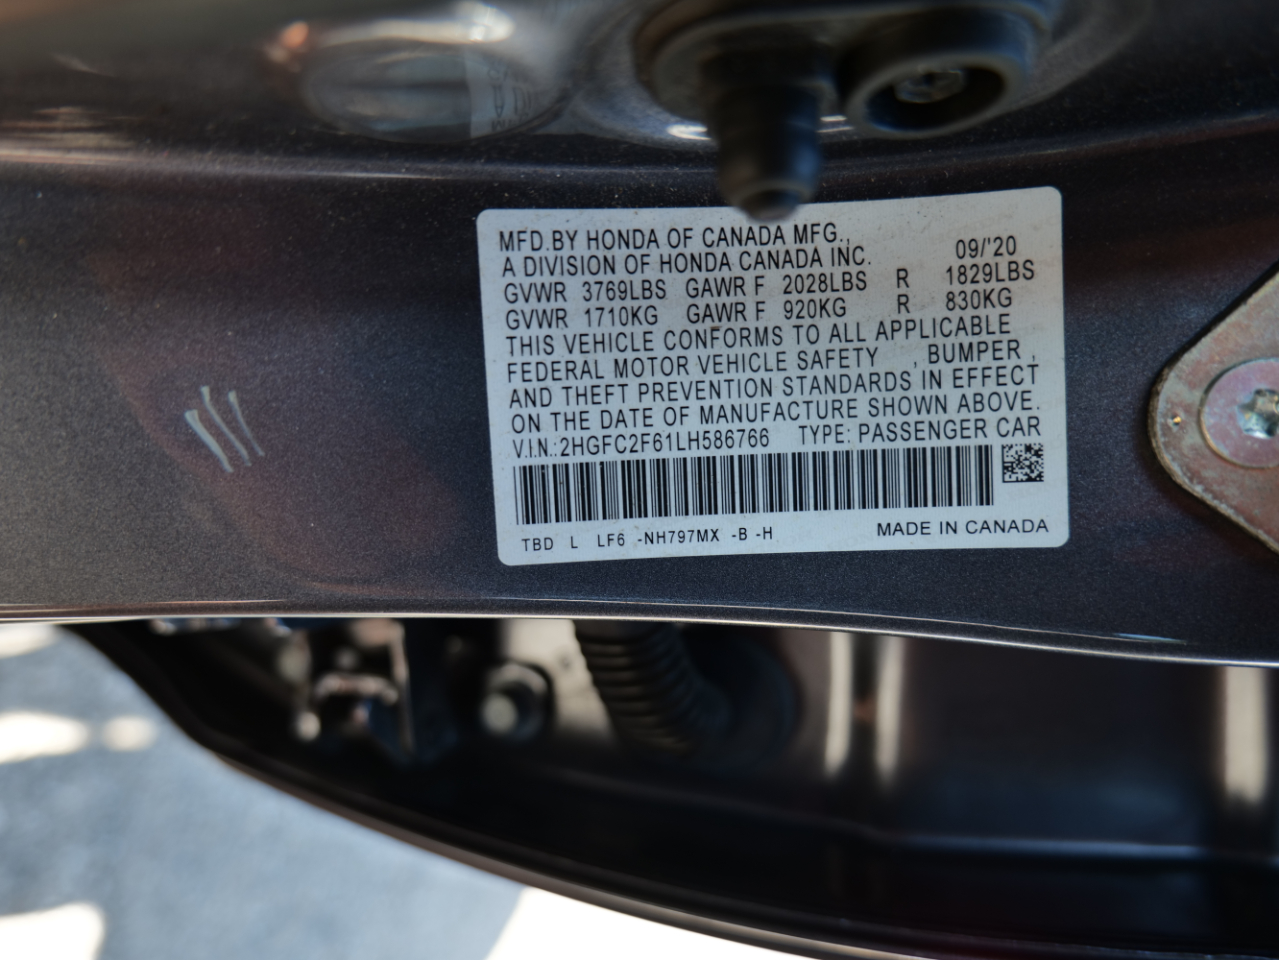 MFD.BY HONDA OF CANADA MFG.,
A DIVISION OF HONDA CANADA INC. 09/'20
GVWR 3769LBS GAWR F 2028LBS R 1829LBS
GVWR 1710KG GAWR F 920KG R 830KG
THIS VEHICLE CONFORMS TO ALL APPLICABLE
FEDERAL MOTOR VEHICLE SAFETY , BUMPER ,
AND THEFT PREVENTION STANDARDS IN EFFECT
ON THE DATE OF MANUFACTURE SHOWN ABOVE.
V.I.N.:2HGFC2F61LH586766 TYPE: PASSENGER CAR
TBD L LF6 -NH797MX -B -H MADE IN CANADA